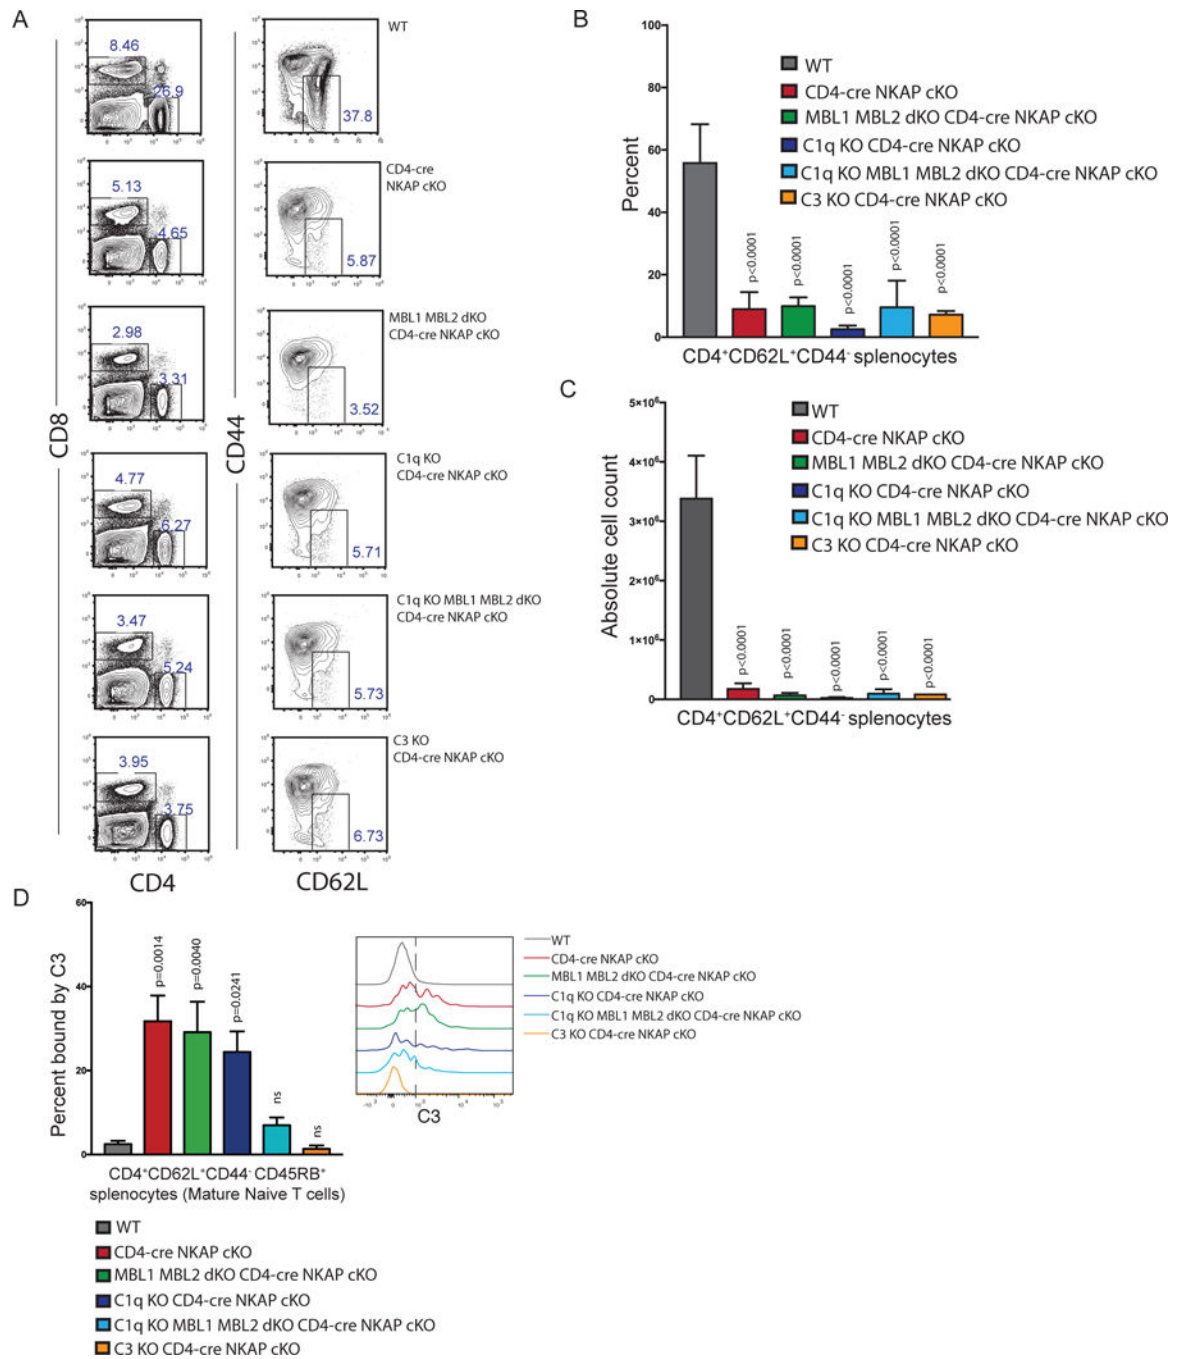 A
8.46
26.9
37.8
WT
5.13
4.65
5.87
CD4-cre
NKAP cKO
2.98
3.31
3.52
MBL1 MBL2 dKO
CD4-cre NKAP cKO
4.77
6.27
5.71
C1q KO
CD4-cre NKAP cKO
3.47
5.24
5.73
C1q KO MBL1 MBL2 dKO
CD4-cre NKAP cKO
3.95
3.75
6.73
C3 KO
CD4-cre NKAP cKO
CD8
CD44
CD4
CD62L
B
Percent
100
80
60
40
20
0
WT
CD4-cre NKAP cKO
MBL1 MBL2 dKO CD4-cre NKAP cKO
C1q KO CD4-cre NKAP cKO
C1q KO MBL1 MBL2 dKO CD4-cre NKAP cKO
C3 KO CD4-cre NKAP cKO
p<0.0001
p<0.0001
p<0.0001
p<0.0001
p<0.0001
CD4⁺CD62L⁺CD44⁻ splenocytes
C
Absolute cell count
5×10⁶
4×10⁶
3×10⁶
2×10⁶
1×10⁶
0
WT
CD4-cre NKAP cKO
MBL1 MBL2 dKO CD4-cre NKAP cKO
C1q KO CD4-cre NKAP cKO
C1q KO MBL1 MBL2 dKO CD4-cre NKAP cKO
C3 KO CD4-cre NKAP cKO
p<0.0001
p<0.0001
p<0.0001
p<0.0001
p<0.0001
CD4⁺CD62L⁺CD44⁻ splenocytes
D
Percent bound by C3
60
40
20
0
p=0.0014
p=0.0040
p=0.0241
ns
ns
CD4⁺CD62L⁺CD44⁻ CD45RB⁺
splenocytes (Mature Naive T cells)
WT
CD4-cre NKAP cKO
MBL1 MBL2 dKO CD4-cre NKAP cKO
C1q KO CD4-cre NKAP cKO
C1q KO MBL1 MBL2 dKO CD4-cre NKAP cKO
C3 KO CD4-cre NKAP cKO
C3
WT
CD4-cre NKAP cKO
MBL1 MBL2 dKO CD4-cre NKAP cKO
C1q KO CD4-cre NKAP cKO
C1q KO MBL1 MBL2 dKO CD4-cre NKAP cKO
C3 KO CD4-cre NKAP cKO